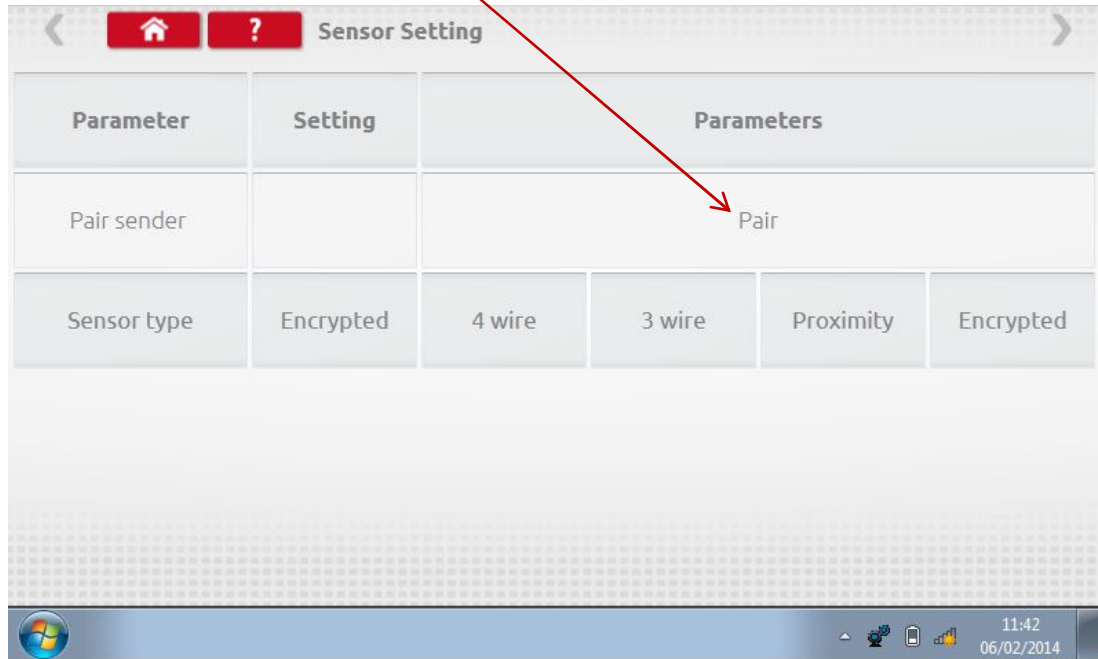 ? Sensor Setting
Parameter Setting Parameters
Pair sender Pair
Sensor type Encrypted 4 wire 3 wire Proximity Encrypted
11:42
06/02/2014